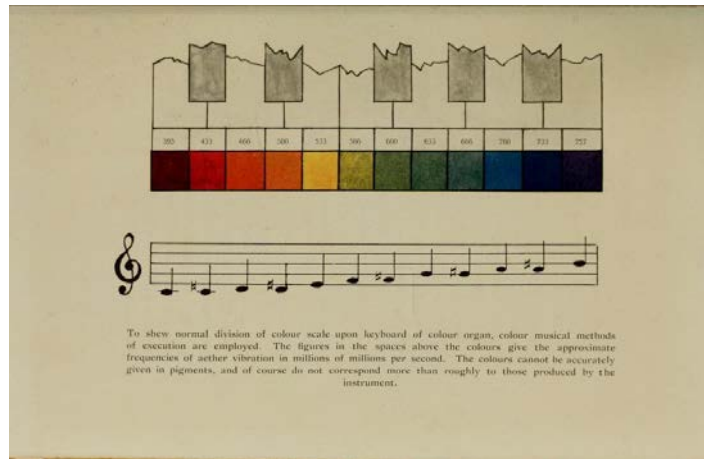 395 433 466 500 533 566 600 633 666 700 733 757
To shew normal division of colour scale upon keyboard of colour organ, colour musical methods
of execution are employed. The figures in the spaces above the colours give the approximate
frequencies of aether vibration in millions of millions per second. The colours cannot be accurately
given in pigments, and of course do not correspond more than roughly to those produced by the
instrument.